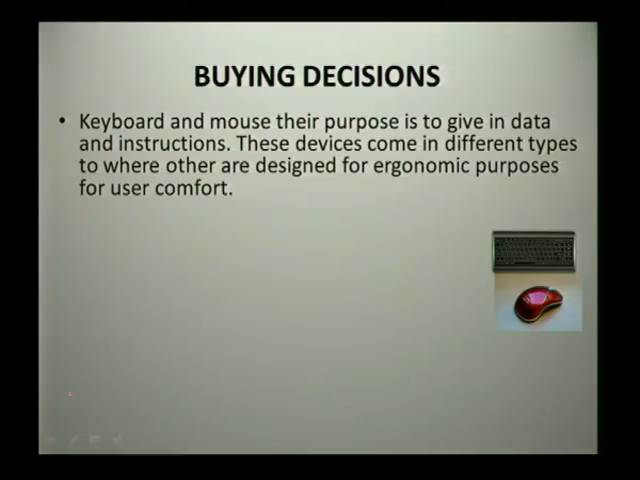 BUYING DECISIONS
• Keyboard and mouse their purpose is to give in data
and instructions. These devices come in different types
to where other are designed for ergonomic purposes
for user comfort.